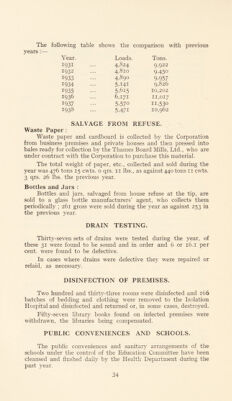 The following table shows the comparison with previous
years :—
Year. Loads. Tons.
1931 ... 4,824 9,922
1932 ... 4,810 9,450
1933 ... 4,890 9,957
1934 ... 5,141 9,826
1935 ... 5,615 10,202
1936 ... 6,171 11,017
1937 ... 5,570 11,530
1938 ... 5,471 10,962
SALVAGE FROM REFUSE.
Waste Paper :
Waste paper and cardboard is collected by the Corporation
from business premises and private houses and then pressed into
bales ready for collection by the Thames Board Mills, Ltd., who are
under contract with the Corporation to purchase this material.
The total weight of paper, etc., collected and sold during the
year was 476 tons 15 cwts. 0 qrs. 11 lbs., as against 440 tons 11 cwts.
3 qrs. 26 lbs. the previous year.
Bottles and Jars :
Bottles and jars, salvaged from house refuse at the tip, are
sold to a glass bottle manufacturers' agent, who collects them
periodically ; 261 gross were sold during the year as against 253 in
the previous year.
DRAIN TESTING.
Thirty-seven sets of drains were tested during the year, of
these 31 were found to be sound and in order and 6 or 16.1 per
cent. were found to be defective.
In cases where drains were defective they were repaired or
relaid, as necessary.
DISINFECTION OF PREMISES.
Two hundred and thirty-three rooms were disinfected and 216
batches of bedding and clothing were removed to the Isolation
Hospital and disinfected and returned or, in some cases, destroyed.
Fifty-seven library books found on infected premises were
withdrawn, the libraries being compensated.
PUBLIC CONVENIENCES AND SCHOOLS.
The public conveniences and sanitary arrangements of the
schools under the control of the Education Committee have been
cleansed and flushed daily by the Health Department during the
past year.
34